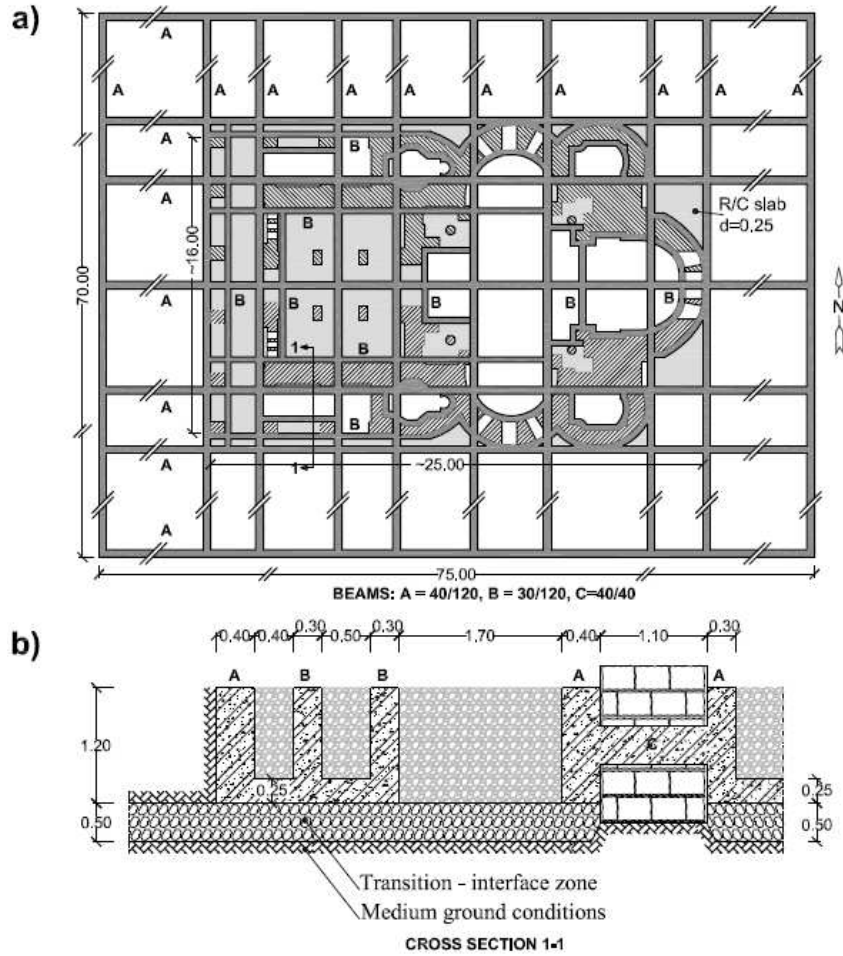 a)
A
A A A A A A A A
A B
A
R/C slab
d=0,25
B
~16.00
70.00
N
A B B B B B
1 B
A
B
1
A ~25.00
A
75.00
BEAMS: A = 40/120, B = 30/120, C=40/40
b)
0.40 0.40 0.30 0.50 0.30 1.70 0.40 1.10 0.30
A B B A A
1.20
C
0.25 0.25
0.50 0.50
Transition - interface zone
Medium ground conditions
CROSS SECTION 1-1